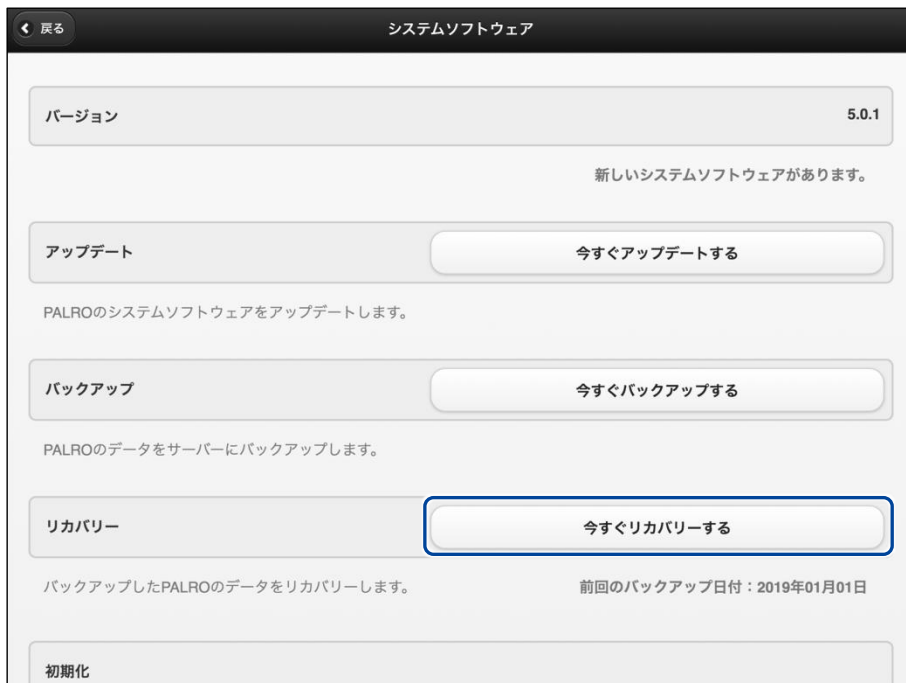 戻る
システムソフトウェア
バージョン 5.0.1
新しいシステムソフトウェアがあります。
アップデート 今すぐアップデートする
PALROのシステムソフトウェアをアップデートします。
バックアップ 今すぐバックアップする
PALROのデータをサーバーにバックアップします。
リカバリー 今すぐリカバリーする
バックアップしたPALROのデータをリカバリーします。 前回のバックアップ日付：2019年01月01日
初期化